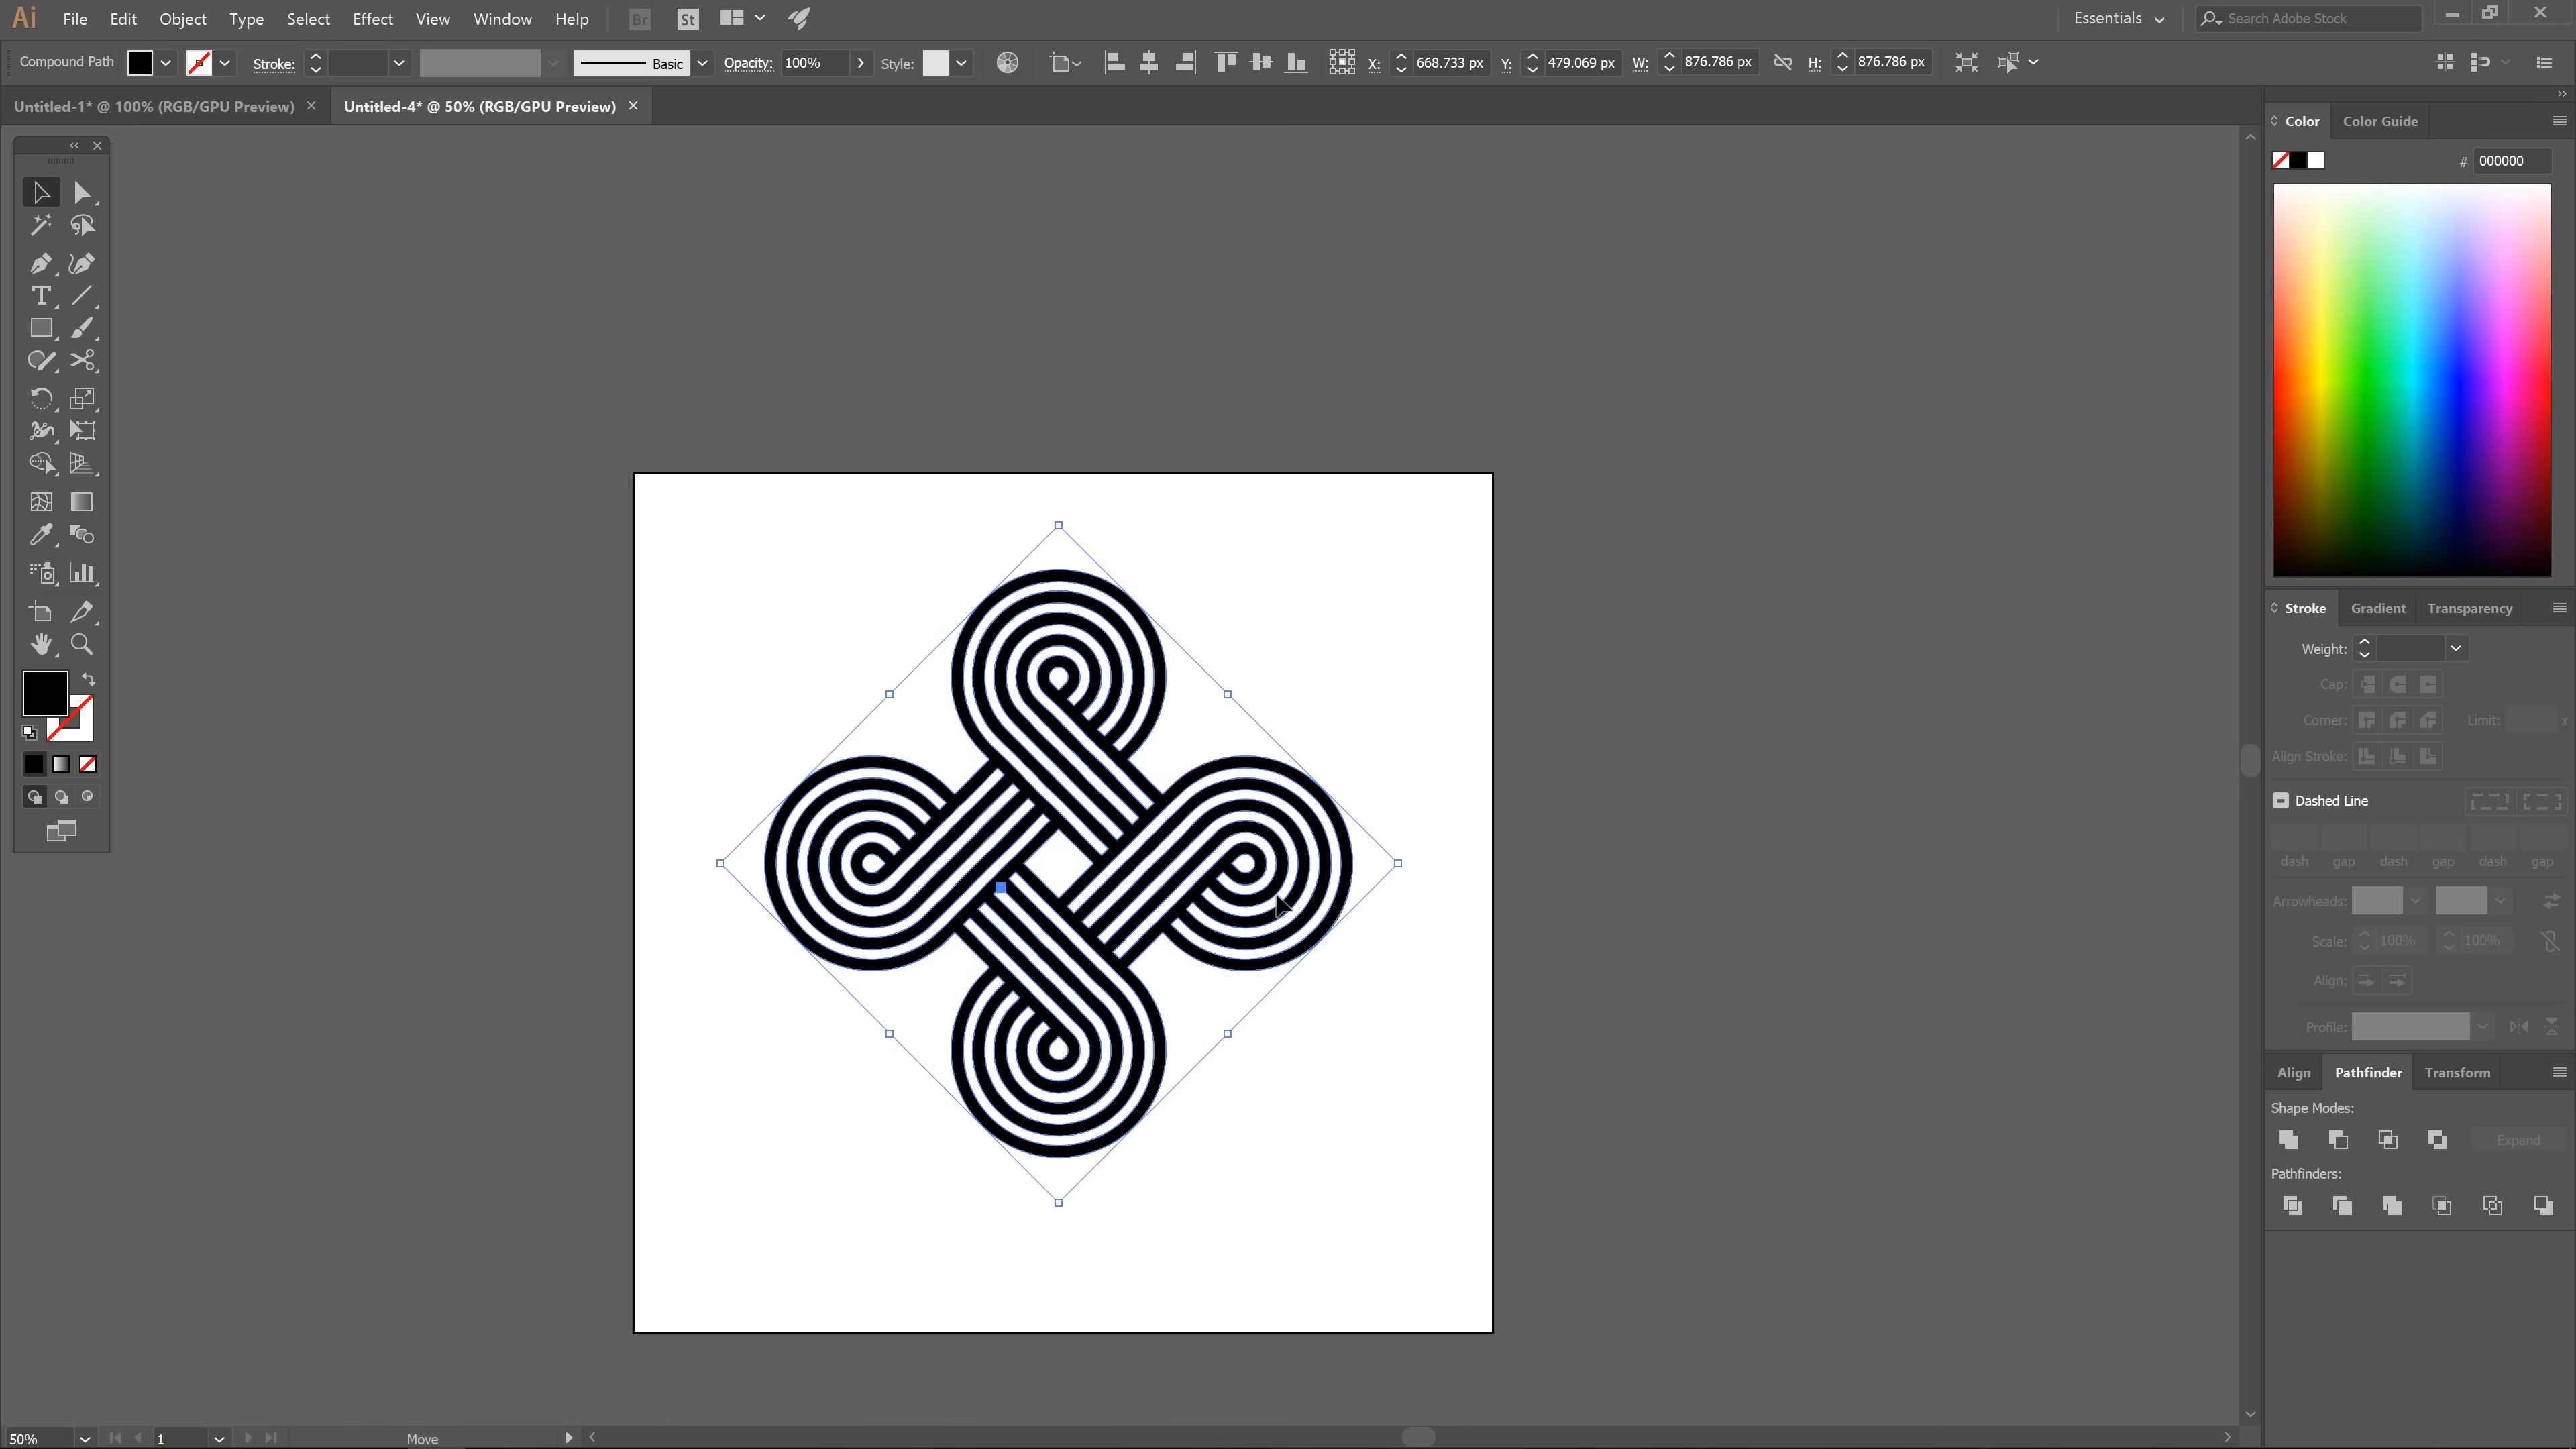 Ai File Edit Object Type Select Effect View Window Help Br St Essentials Search Adobe Stock
Compound Path Stroke: Basic Opacity: 100% Style: X: 668.733 px Y: 479.069 px W: 876.786 px H: 876.786 px
Untitled-1* @ 100% (RGB/GPU Preview) Untitled-4* @ 50% (RGB/GPU Preview)
Color Color Guide
# 000000
Stroke Gradient Transparency
Weight:
Cap:
Corner: Limit: x
Align Stroke:
Dashed Line
dash gap dash gap dash gap
Arrowheads:
Scale: 100% 100%
Align:
Profile:
Align Pathfinder Transform
Shape Modes:
Expand
Pathfinders:
50% 1 Move